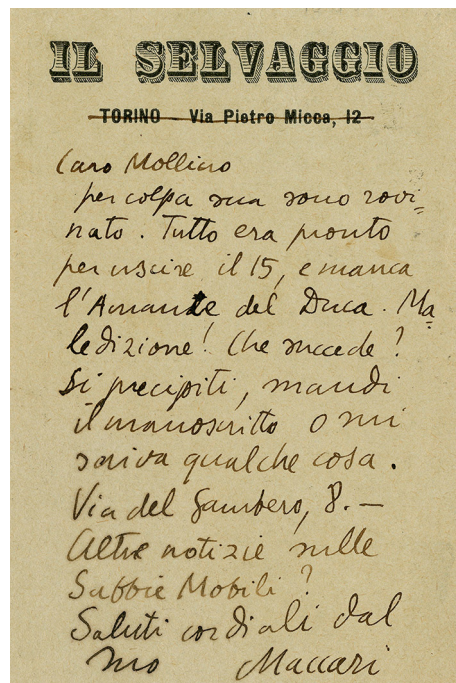 IL SELVAGGIO
TORINO - Via Pietro Micca, 12
Caro Mollino
per colpa sua sono rovi=
nato. Tutto era pronto
per uscire il 15, e manca
l'Amante del Duca. Ma=
ledizione! Che succede?
Si precipiti, mandi
il manoscritto o mi
scriva qualche cosa.
Via del Gambero, 8. —
Altre notizie sulle
Sabbie Mobili?
Saluti cordiali dal
suo Maccari